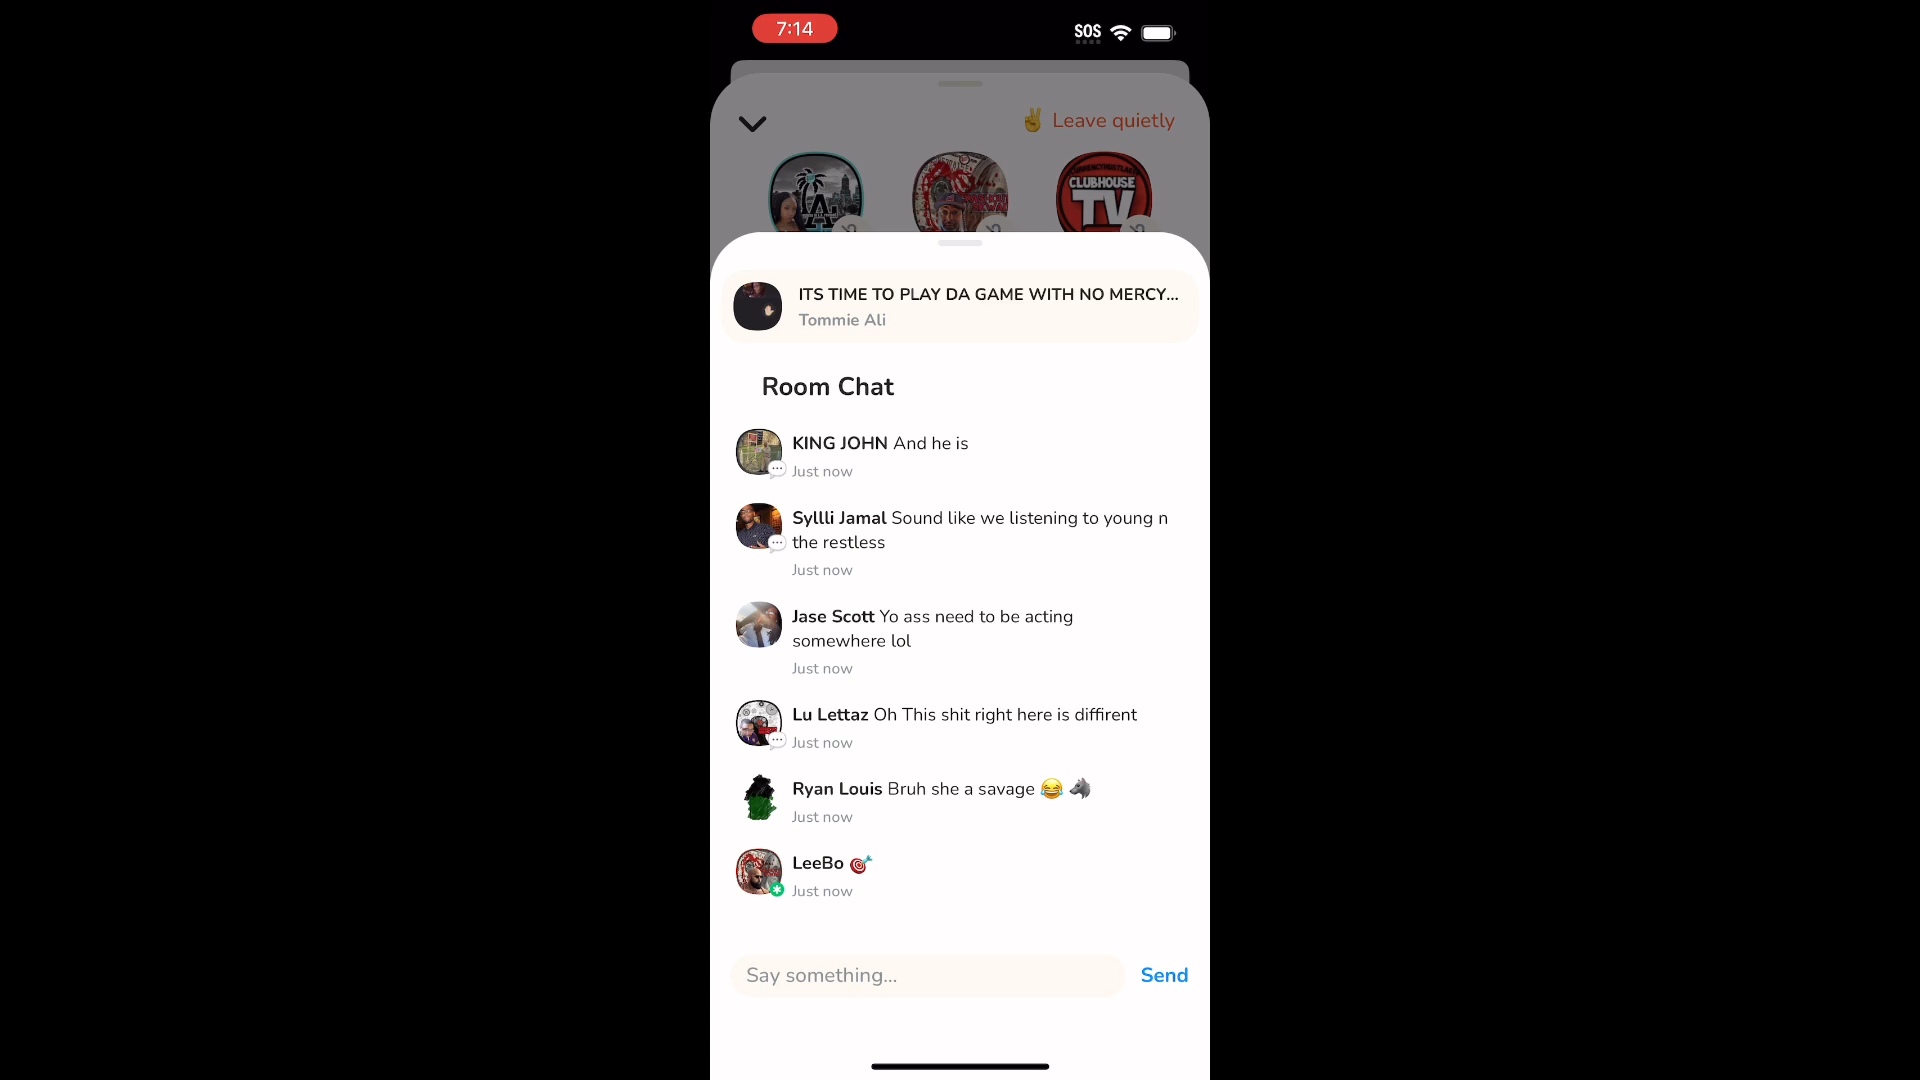 7:14
SOS
✌️ Leave quietly
CLUBHOUSE
TV
ITS TIME TO PLAY DA GAME WITH NO MERCY...
Tommie Ali
Room Chat
KING JOHN And he is
Just now
Syllli Jamal Sound like we listening to young n
the restless
Just now
Jase Scott Yo ass need to be acting
somewhere lol
Just now
Lu Lettaz Oh This shit right here is diffirent
Just now
Ryan Louis Bruh she a savage 😂 🐺
Just now
LeeBo 🎯
Just now
Say something...
Send